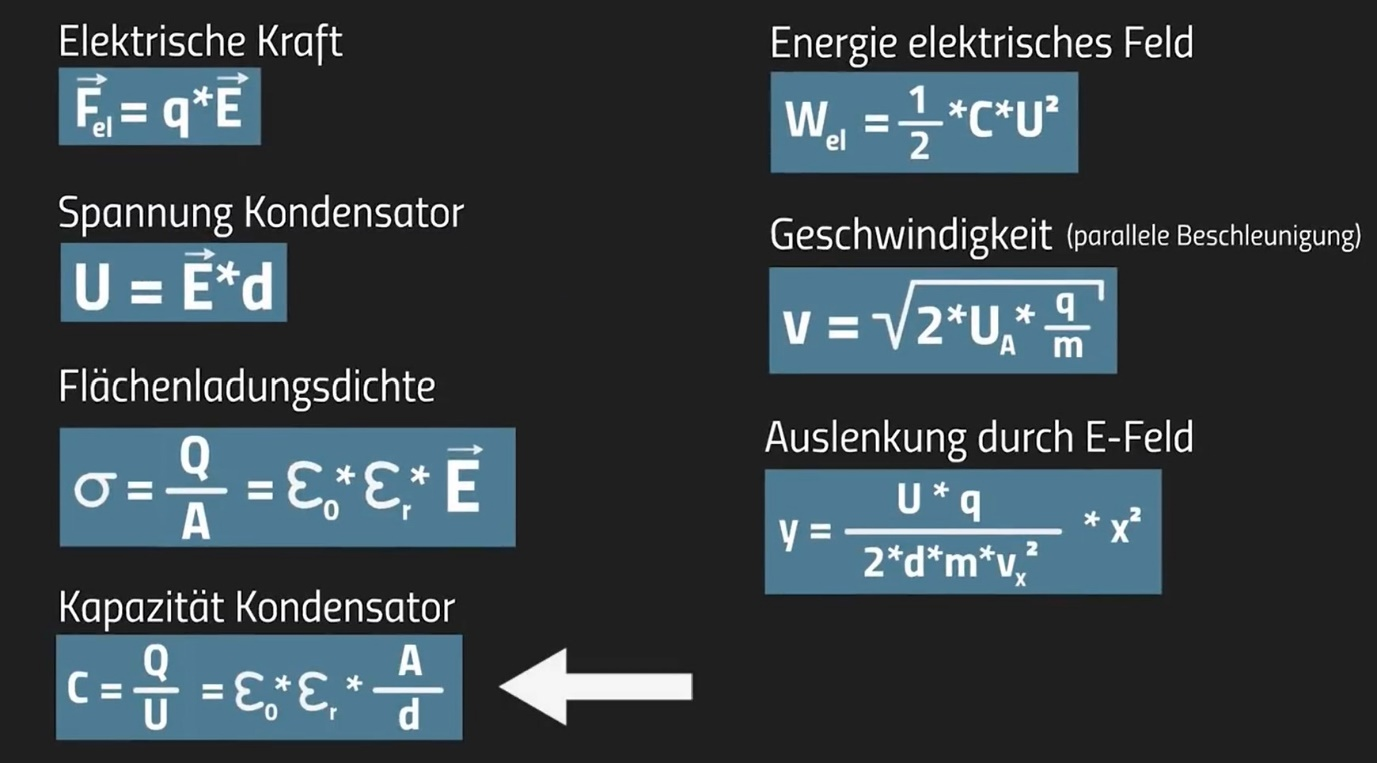 Elektrische Kraft
F⃗el = q*E⃗
Spannung Kondensator
U = E⃗*d
Flächenladungsdichte
σ = Q/A = ε₀*εr* E⃗
Kapazität Kondensator
C = Q/U = ε₀*εr * A/d
Energie elektrisches Feld
Wel = 1/2 *C*U²
Geschwindigkeit (parallele Beschleunigung)
v = √(2*UA* q/m)
Auslenkung durch E-Feld
y = U * q / 2*d*m*vx² * x²